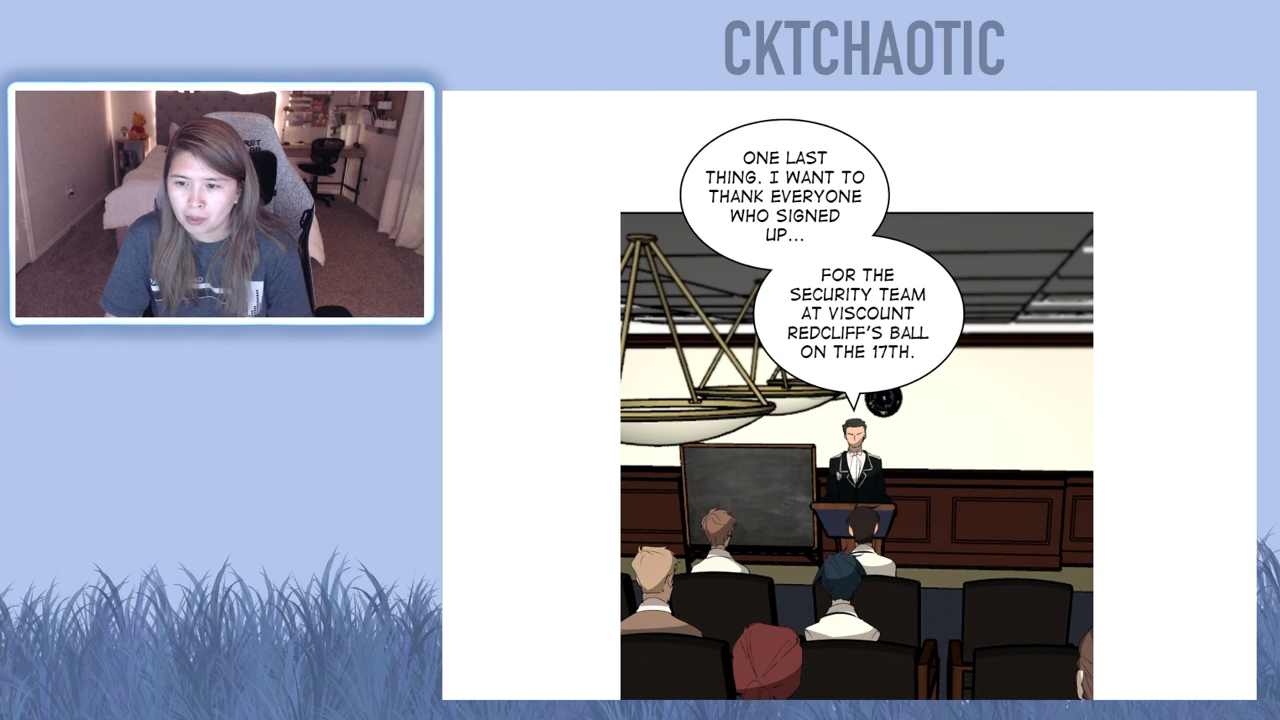 CKTCHAOTIC
ONE LAST
THING. I WANT TO
THANK EVERYONE
WHO SIGNED
UP...
FOR THE
SECURITY TEAM
AT VISCOUNT
REDCLIFF'S BALL
ON THE 17TH.